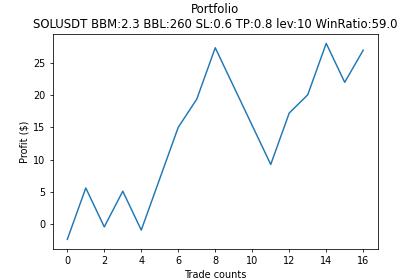 Portfolio
SOLUSDT BBM:2.3 BBL:260 SL:0.6 TP:0.8 lev:10 WinRatio:59.0
Profit ($)
25
20
15
10
5
0
0 2 4 6 8 10 12 14 16
Trade counts